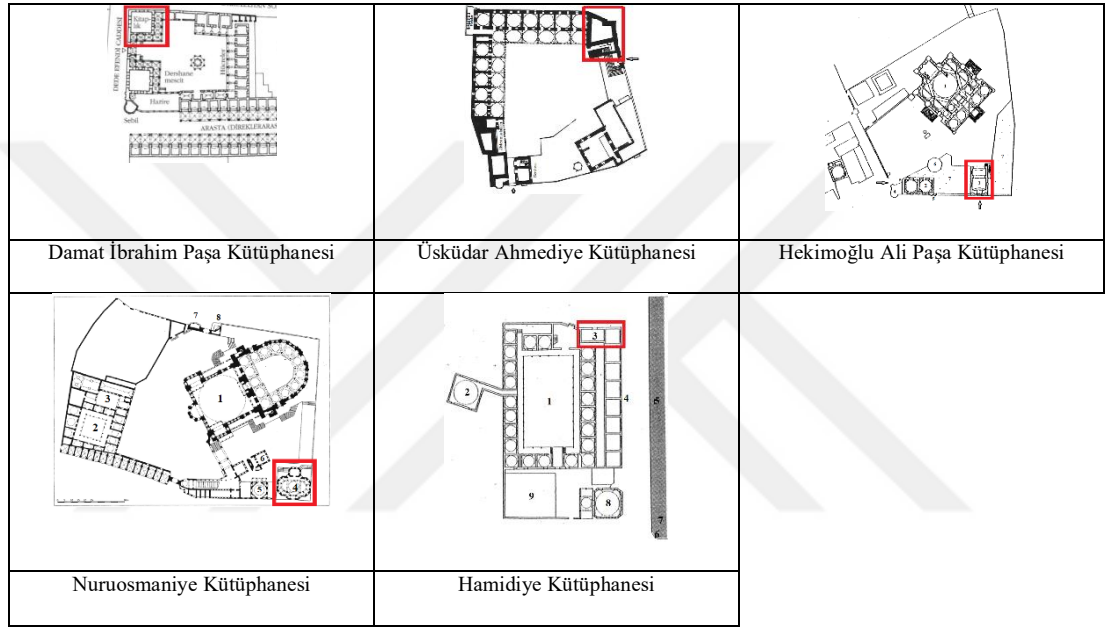 Kitap-
lık
DEDE EFENDİ CADDESİ
Dershane
mescit
Hücreler
Hazire
Sebil
ARASTA (DİREKLERARASI
Damat İbrahim Paşa Kütüphanesi
Üsküdar Ahmediye Kütüphanesi
Hekimoğlu Ali Paşa Kütüphanesi
7 8
1
3
2
6
5
4
Nuruosmaniye Kütüphanesi
3
2
1
4
5
9
8
7
6
Hamidiye Kütüphanesi